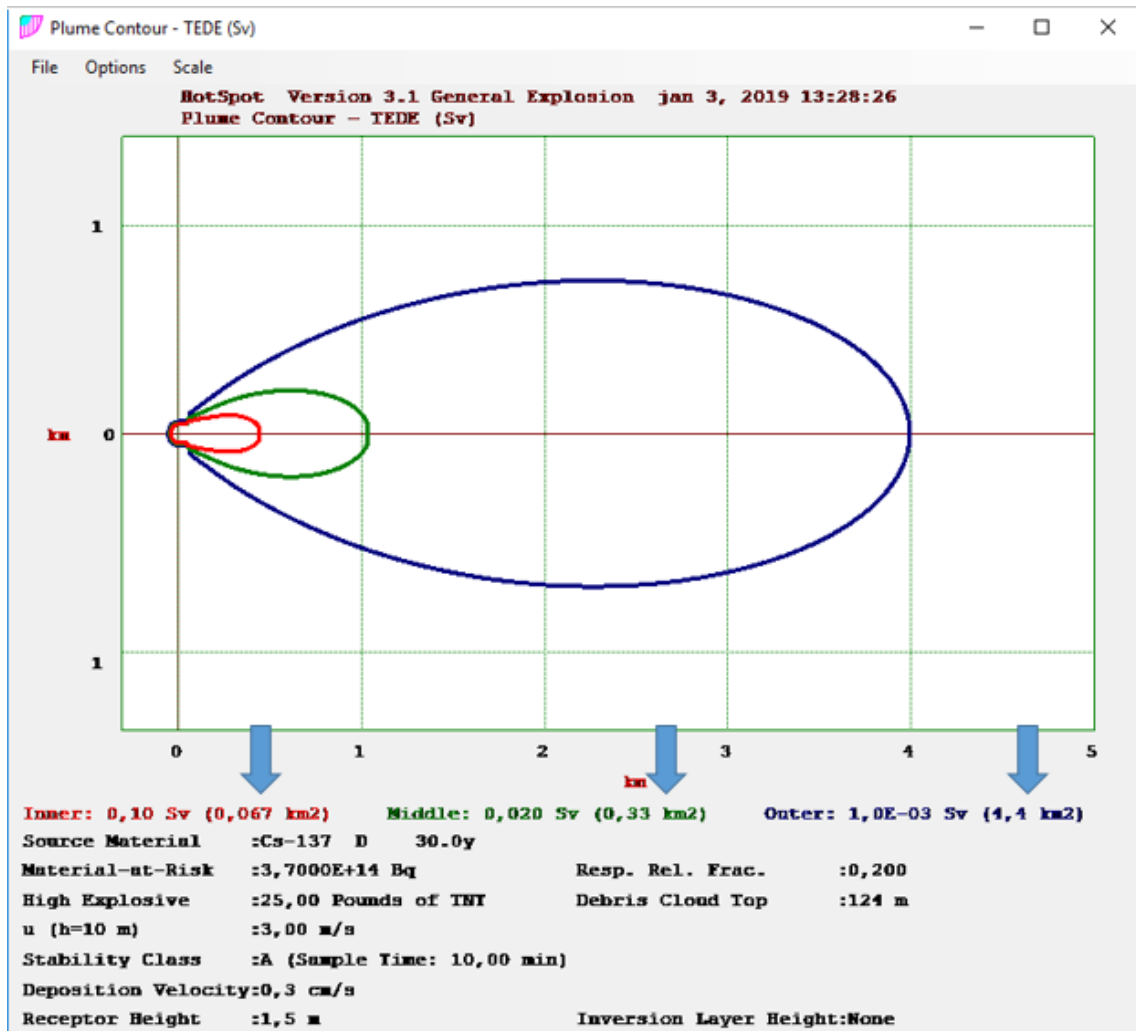 Plume Contour - TEDE (Sv)
File Options Scale
HotSpot Version 3.1 General Explosion jan 3, 2019 13:28:26
Plume Contour - TEDE (Sv)
1
km 0
1
0 1 2 3 4 5
km
Inner: 0,10 Sv (0,067 km2) Middle: 0,020 Sv (0,33 km2) Outer: 1,0E-03 Sv (4,4 km2)
Source Material :Cs-137 D 30.0y
Material-at-Risk :3,7000E+14 Bq Resp. Rel. Frac. :0,200
High Explosive :25,00 Pounds of TNT Debris Cloud Top :124 m
u (h=10 m) :3,00 m/s
Stability Class :A (Sample Time: 10,00 min)
Deposition Velocity:0,3 cm/s
Receptor Height :1,5 m Inversion Layer Height:None